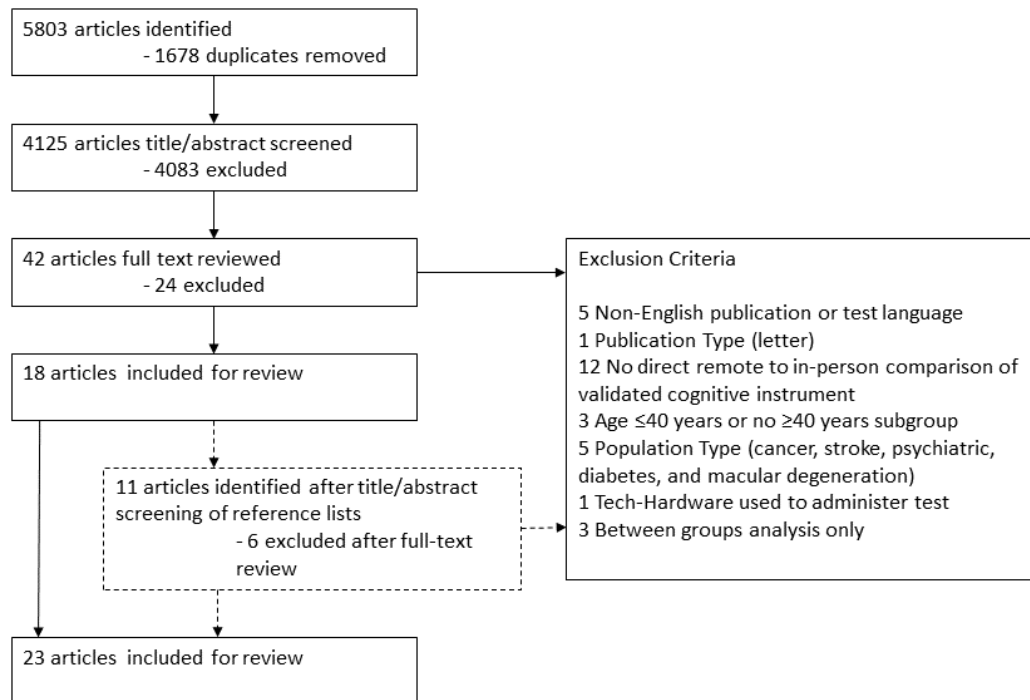 5803 articles identified
- 1678 duplicates removed
4125 articles title/abstract screened
- 4083 excluded
42 articles full text reviewed
- 24 excluded
18 articles included for review
11 articles identified after title/abstract
screening of reference lists
- 6 excluded after full-text
review
23 articles included for review
Exclusion Criteria
5 Non-English publication or test language
1 Publication Type (letter)
12 No direct remote to in-person comparison of
validated cognitive instrument
3 Age ≤40 years or no ≥40 years subgroup
5 Population Type (cancer, stroke, psychiatric,
diabetes, and macular degeneration)
1 Tech-Hardware used to administer test
3 Between groups analysis only